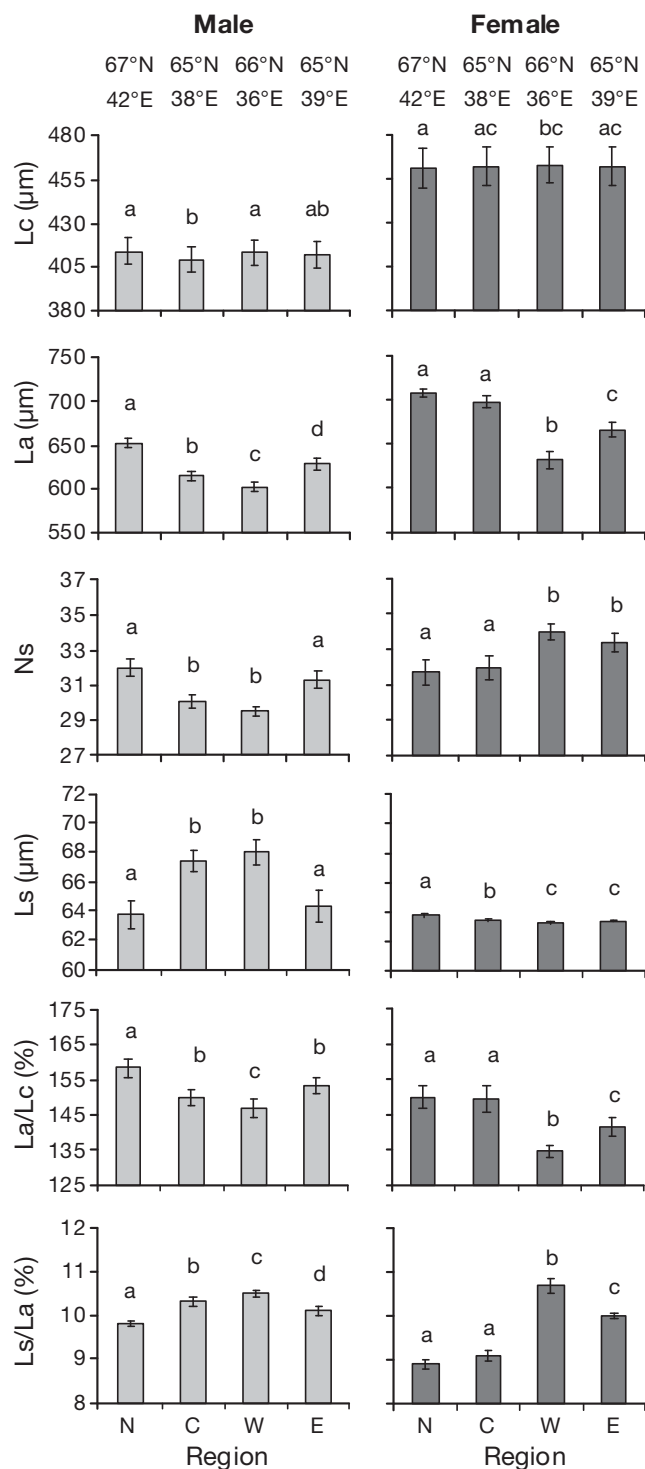 Male Female
67°N 65°N 66°N 65°N 67°N 65°N 66°N 65°N
42°E 38°E 36°E 39°E 42°E 38°E 36°E 39°E
Lc (µm)
480
455
430
405
380
a b a ab
a ac bc ac
La (µm)
750
700
650
600
550
a b c d
a a b c
Ns
37
35
33
31
29
27
a b b a
a a b b
Ls (µm)
72
70
68
66
64
62
60
a b b a
a b c c
La/Lc (%)
175
165
155
145
135
125
a b c b
a a b c
Ls/La (%)
12
11
10
9
8
a b c d
a a b c
N C W E N C W E
Region Region